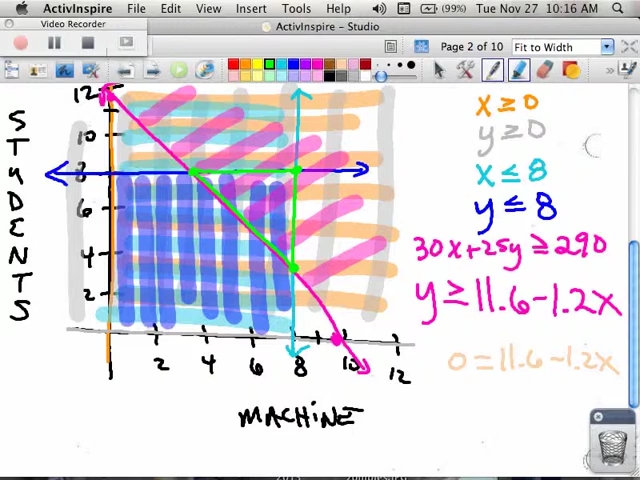 ActivInspire File Edit View Insert Tools Help (99%) Tue Nov 27 10:16 AM
Video Recorder
ActivInspire - Studio
Page 2 of 10 Fit to Width
STUDENTS
12
10
8
6
4
2
2 4 6 8 10 12
MACHINE
x ≥ 0
y ≥ 0
x ≤ 8
y ≤ 8
30x+25y ≥ 290
y ≥ 11.6-1.2x
0 = 11.6-1.2x